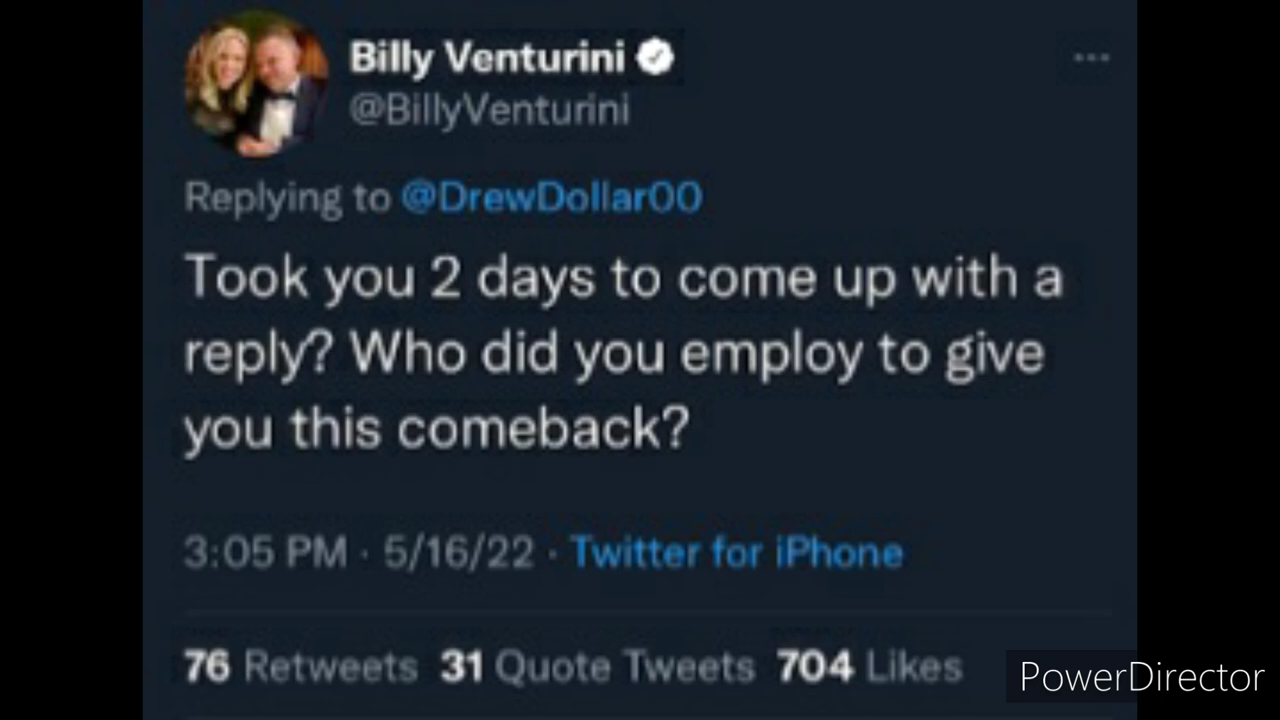 Billy Venturini
@BillyVenturini
Replying to @DrewDollar00
Took you 2 days to come up with a
reply? Who did you employ to give
you this comeback?
3:05 PM · 5/16/22 · Twitter for iPhone
76 Retweets 31 Quote Tweets 704 Likes
PowerDirector